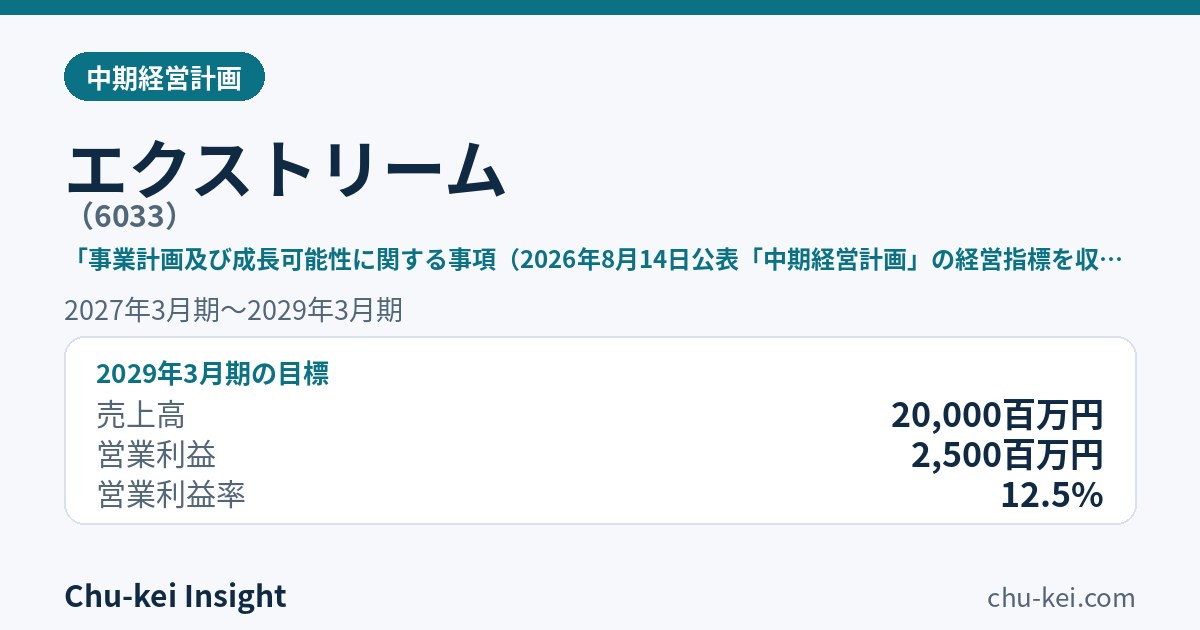 中期経営計画
エクストリーム
（6033）
「事業計画及び成長可能性に関する事項（2026年8月14日公表「中期経営計画」の経営指標を収…
2027年3月期～2029年3月期
2029年3月期の目標
売上高 20,000百万円
営業利益 2,500百万円
営業利益率 12.5%
Chu-kei Insight chu-kei.com